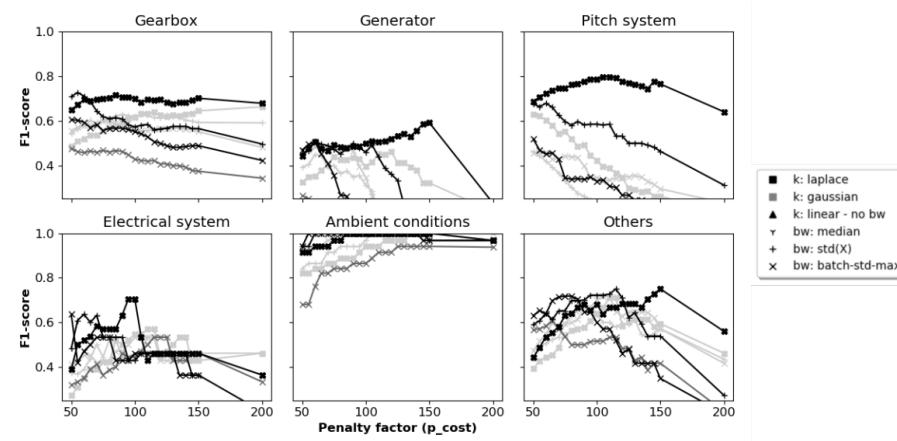 Gearbox
Generator
Pitch system
1.0
0.8
0.6
0.4
F1-score
Electrical system
Ambient conditions
Others
1.0
0.8
0.6
0.4
F1-score
50 100 150 200
50 100 150 200
50 100 150 200
Penalty factor (p_cost)
k: laplace
k: gaussian
k: linear - no bw
bw: median
bw: std(X)
bw: batch-std-max